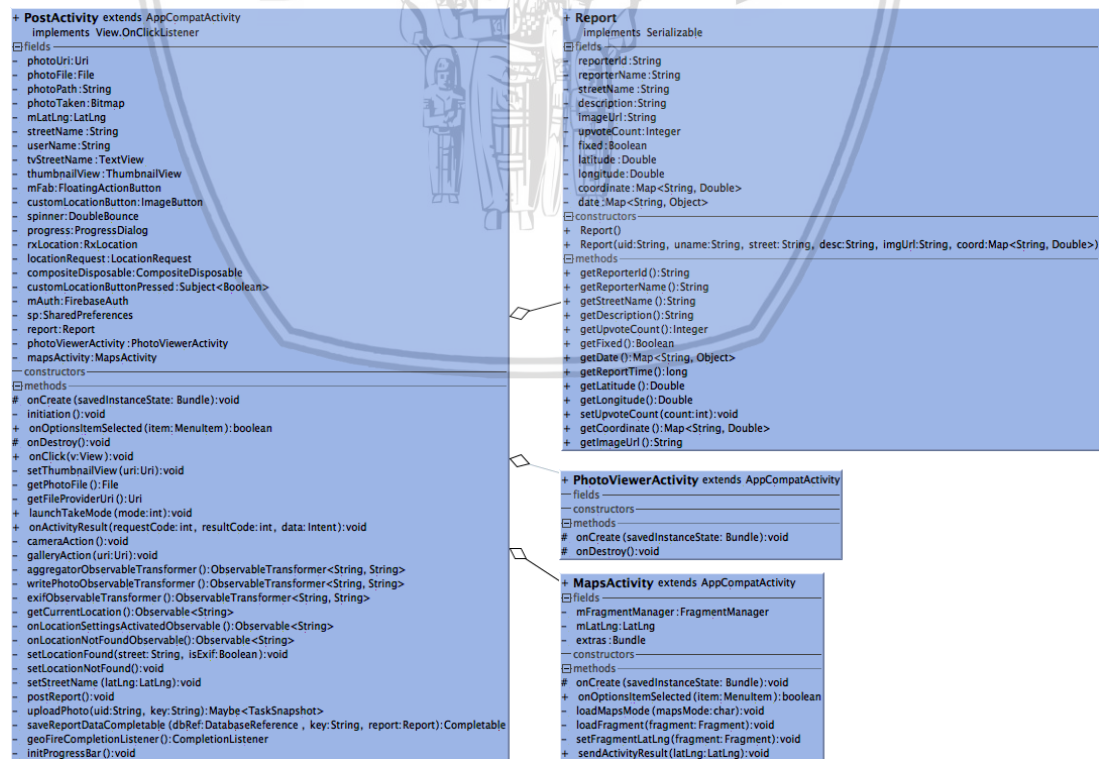 + PostActivity extends AppCompatActivity
implements View.OnClickListener
fields
- photoUri:Uri
- photoFile:File
- photoPath:String
- photoTaken:Bitmap
- mLatLng:LatLng
- streetName:String
- userName:String
- tvStreetName:TextView
- thumbnailView:ThumbnailView
- mFab:FloatingActionButton
- customLocationButton:ImageButton
- spinner:DoubleBounce
- progress:ProgressDialog
- rxLocation:RxLocation
- locationRequest:LocationRequest
- compositeDisposable:CompositeDisposable
- customLocationButtonPressed:Subject<Boolean>
- mAuth:FirebaseAuth
- sp:SharedPreferences
- report:Report
- photoViewerActivity:PhotoViewerActivity
- mapsActivity:MapsActivity
constructors
methods
# onCreate(savedInstanceState: Bundle):void
- initiation():void
+ onOptionsItemSelected(item:MenuItem):boolean
# onDestroy():void
+ onClick(v:View):void
- setThumbnailView(uri:Uri):void
- getPhotoFile():File
- getFileProviderUri():Uri
+ launchTakeMode(mode:int):void
+ onActivityResult(requestCode:int, resultCode:int, data:Intent):void
- cameraAction():void
- galleryAction(uri:Uri):void
- aggregatorObservableTransformer():ObservableTransformer<String, String>
- writePhotoObservableTransformer():ObservableTransformer<String, String>
- exifObservableTransformer():ObservableTransformer<String, String>
- getCurrentLocation():Observable<String>
- onLocationSettingsActivatedObservable():Observable<String>
- onLocationNotFoundObservable():Observable<String>
- setLocationFound(street:String, isExif:Boolean):void
- setLocationNotFound():void
- setStreetName(latLng:LatLng):void
- postReport():void
- uploadPhoto(uid:String, key:String):Maybe<TaskSnapshot>
- saveReportDataCompletable(dbRef:DatabaseReference, key:String, report:Report):Completable
- geoFireCompletionListener():CompletionListener
- initProgressBar():void
+ Report
implements Serializable
fields
- reporterId:String
- reporterName:String
- streetName:String
- description:String
- imageUrl:String
- upvoteCount:Integer
- fixed:Boolean
- latitude:Double
- longitude:Double
- coordinate:Map<String, Double>
- date:Map<String, Object>
constructors
+ Report()
+ Report(uid:String, uname:String, street:String, desc:String, imgUrl:String, coord:Map<String, Double>)
methods
+ getReporterId():String
+ getReporterName():String
+ getStreetName():String
+ getDescription():String
+ getUpvoteCount():Integer
+ getFixed():Boolean
+ getDate():Map<String, Object>
+ getReportTime():long
+ getLatitude():Double
+ getLongitude():Double
+ setUpvoteCount(count:int):void
+ getCoordinate():Map<String, Double>
+ getImageUrl():String
+ PhotoViewerActivity extends AppCompatActivity
fields
constructors
methods
# onCreate(savedInstanceState: Bundle):void
# onDestroy():void
+ MapsActivity extends AppCompatActivity
fields
- mFragmentManager:FragmentManager
- mLatLng:LatLng
- extras:Bundle
constructors
methods
# onCreate(savedInstanceState: Bundle):void
+ onOptionsItemSelected(item:MenuItem):boolean
- loadMapsMode(mapsMode:char):void
- loadFragment(fragment:Fragment):void
- setFragmentLatLng(fragment:Fragment):void
+ sendActivityResult(latLng:LatLng):void